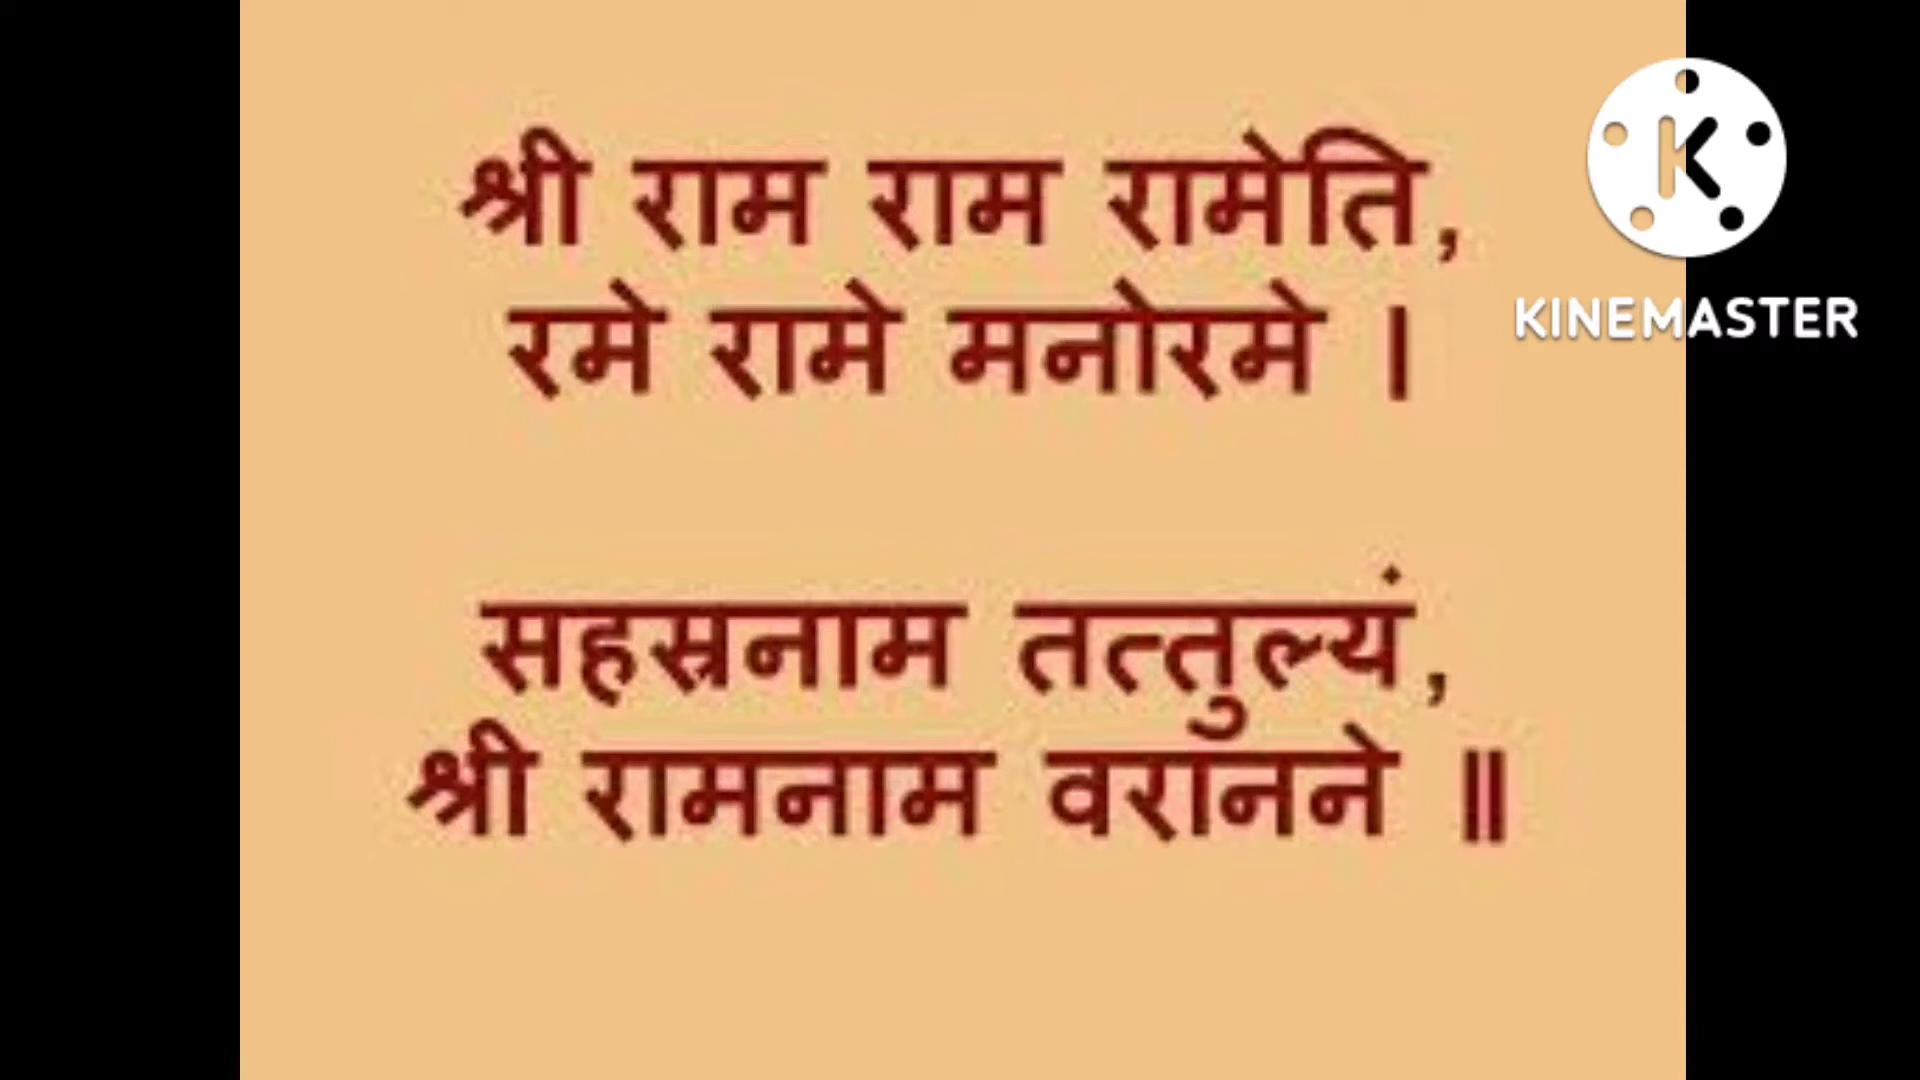 श्री राम राम रामेति,
रमे रामे मनोरमे ।
सहस्रनाम तत्तुल्यं,
श्री रामनाम वरानने ॥
KINEMASTER